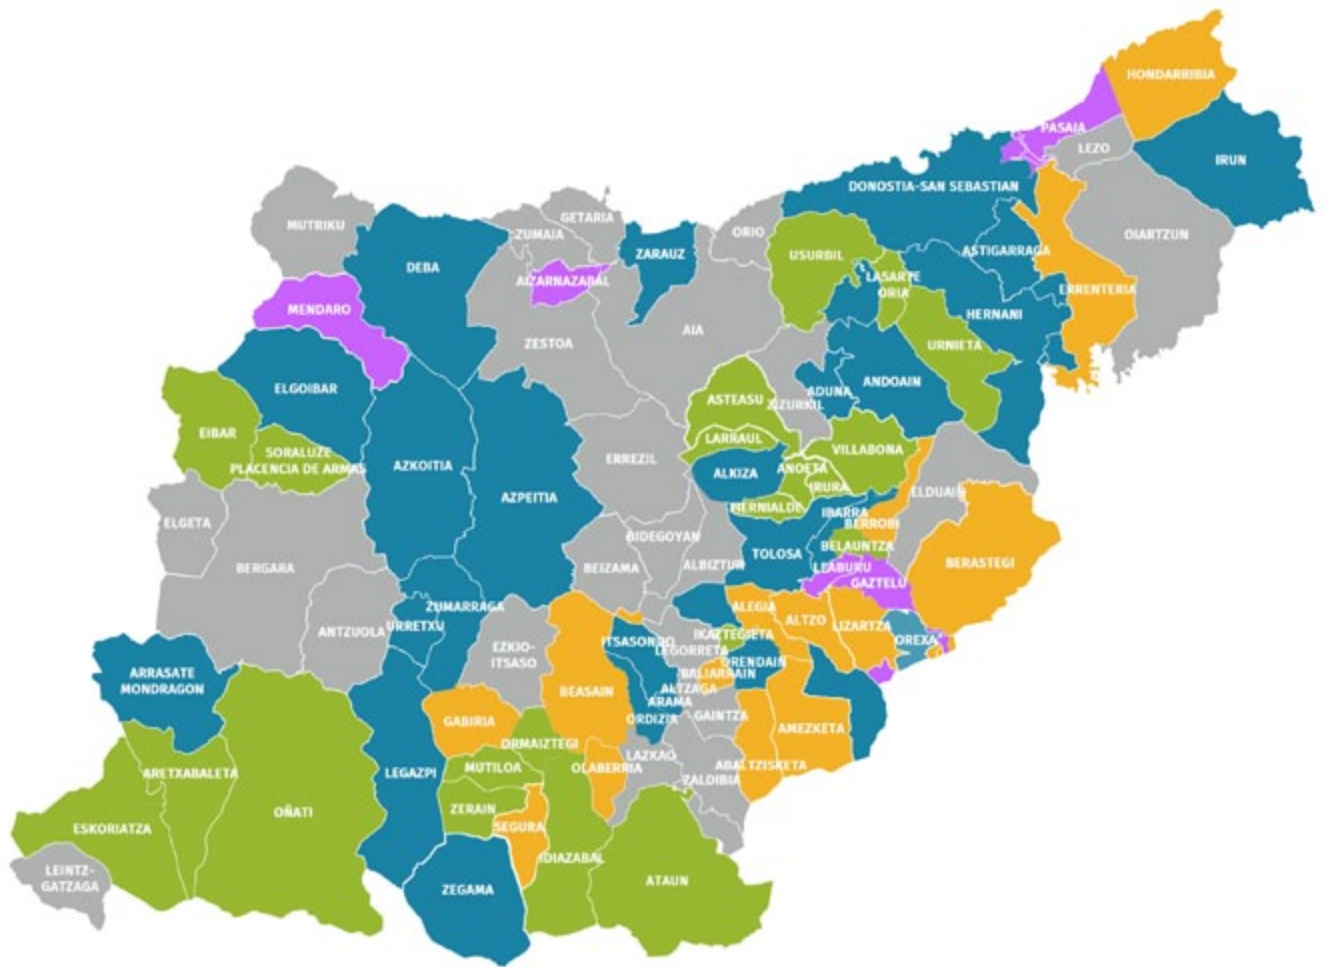 HONDARRIBIA
PASAIA
LEZO
IRUN
DONOSTIA-SAN SEBASTIAN
MUTRIKU
GETARIA
ZUMAIA
ORIO
OIARTZUN
ZARAUZ
ASTIGARRAGA
USURBIL
DEBA
AIZARNAZABAL
LASARTE
ORIA
ERRENTERIA
MENDARO
HERNANI
AIA
ZESTOA
URNIETA
ELGOIBAR
ANDOAIN
ADUNA
ASTEASU
ZIZURKIL
EIBAR
LARRAUL
SORALUZE
PLACENCIA DE ARMAS
VILLABONA
ERREZIL
AZKOITIA
ANOETA
ALKIZA
IRURA
ELDUAIN
AZPEITIA
HERNIALDE
IBARRA
BERROBI
ELGETA
BIDEGOYAN
BELAUNTZA
TOLOSA
ALBIZTUR
BERASTEGI
BERGARA
BEIZAMA
LEABURU
GAZTELU
ZUMARRAGA
ALEGIA
ALTZO
LIZARTZA
URRETXU
ANTZUOLA
IKAZTEGIETA
OREXA
ITSASONDO
LEGORRETA
EZKIO-
ITSASO
ORENDAIN
BALIARRAIN
ARRASATE
MONDRAGON
ALTZAGA
BEASAIN
ARAMA
GAINTZA
ORDIZIA
GABIRIA
AMEZKETA
ORMAIZTEGI
LAZKAO
MUTILOA
OLABERRIA
ABALTZISKETA
ARETXABALETA
LEGAZPI
ZALDIBIA
ZERAIN
OÑATI
ESKORIATZA
SEGURA
IDIAZABAL
LEINTZ-
GATZAGA
ATAUN
ZEGAMA